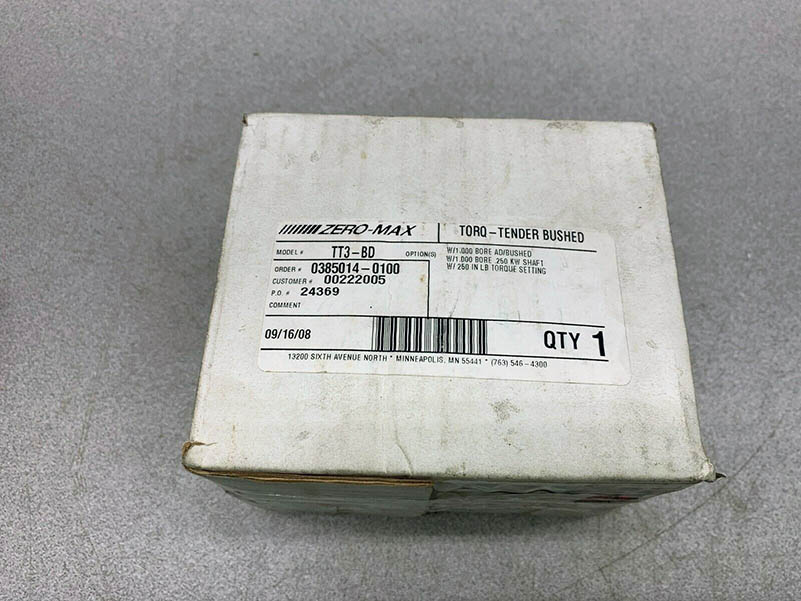 ZERO-MAX
TORQ-TENDER BUSHED
MODEL # TT3-BD OPTION(S)
W/1.000 BORE AD/BUSHED
W/1.000 BORE .250 KW SHAFT
W/ 250 IN LB TORQUE SETTING
ORDER # 0385014-0100
CUSTOMER # 00222005
P.O. # 24369
COMMENT
09/16/08
QTY 1
13200 SIXTH AVENUE NORTH * MINNEAPOLIS, MN 55441 * (763) 546-4300